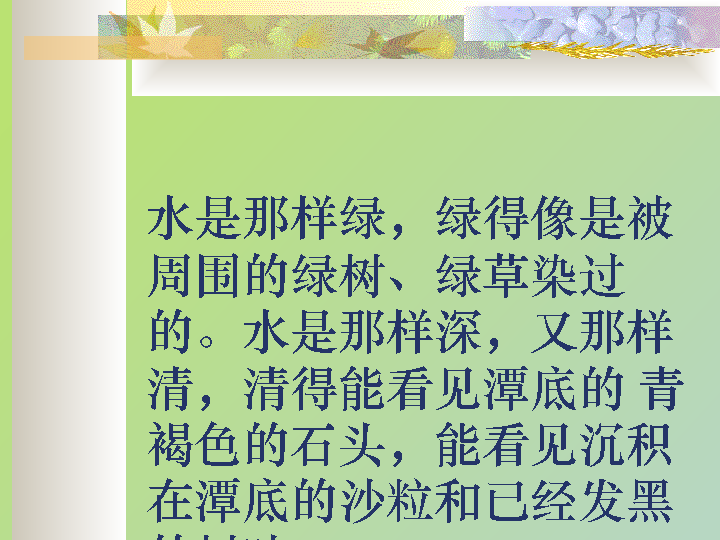 水是那样绿，绿得像是被
周围的绿树、绿草染过
的。水是那样深，又那样
清，清得能看见潭底的 青
褐色的石头，能看见沉积
在潭底的沙粒和已经发黑